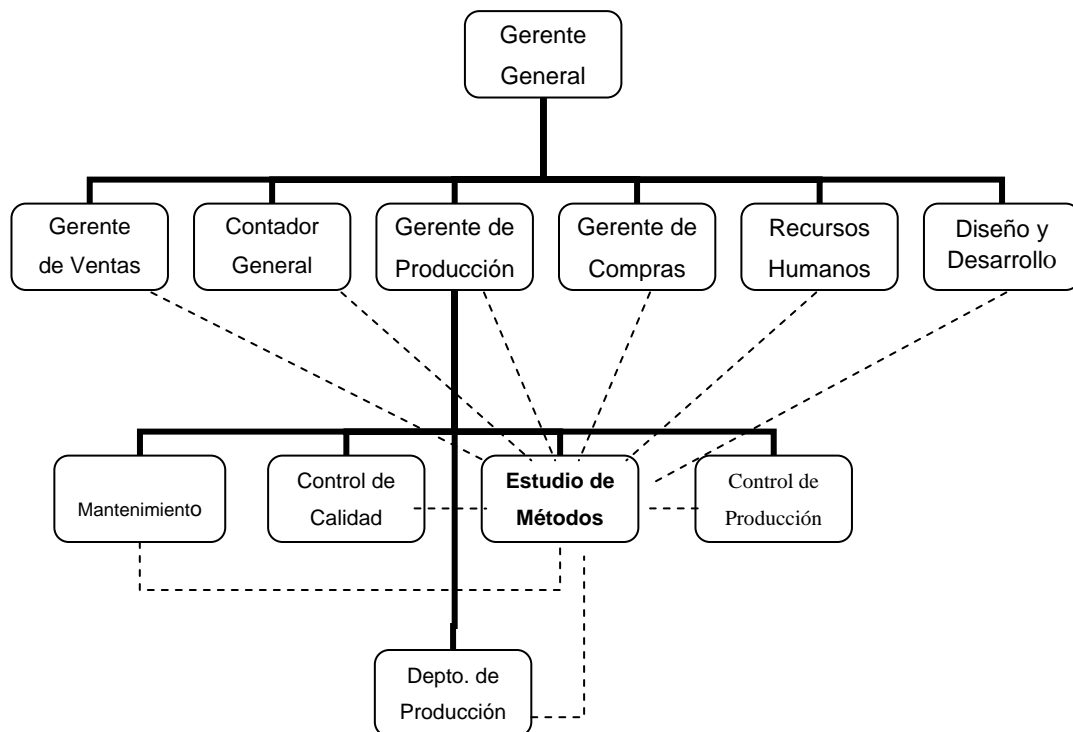 Gerente
General
Gerente
de Ventas
Contador
General
Gerente de
Producción
Gerente de
Compras
Recursos
Humanos
Diseño y
Desarrollo
Mantenimiento
Control de
Calidad
Estudio de
Métodos
Control de
Producción
Depto. de
Producción